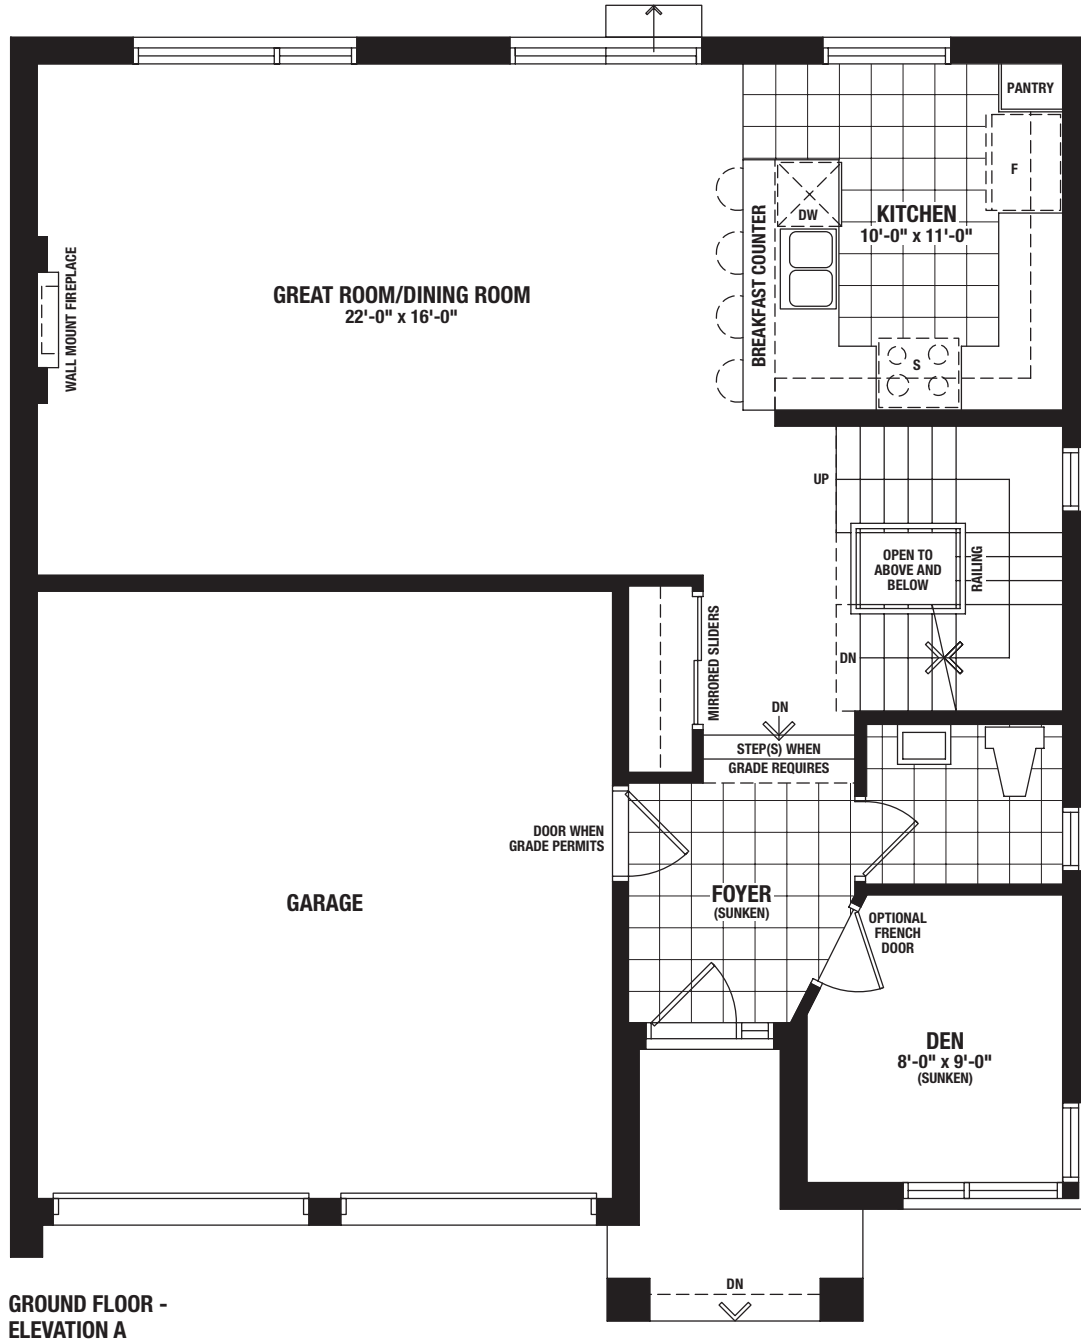 PANTRY
F
DW
KITCHEN
10'-0" x 11'-0"
BREAKFAST COUNTER
S
GREAT ROOM/DINING ROOM
22'-0" x 16'-0"
WALL MOUNT FIREPLACE
UP
OPEN TO
ABOVE AND
BELOW
RAILING
DN
MIRRORED SLIDERS
DN
STEP(S) WHEN
GRADE REQUIRES
DOOR WHEN
GRADE PERMITS
GARAGE
FOYER
(SUNKEN)
OPTIONAL
FRENCH
DOOR
DEN
8'-0" x 9'-0"
(SUNKEN)
DN
GROUND FLOOR -
ELEVATION A